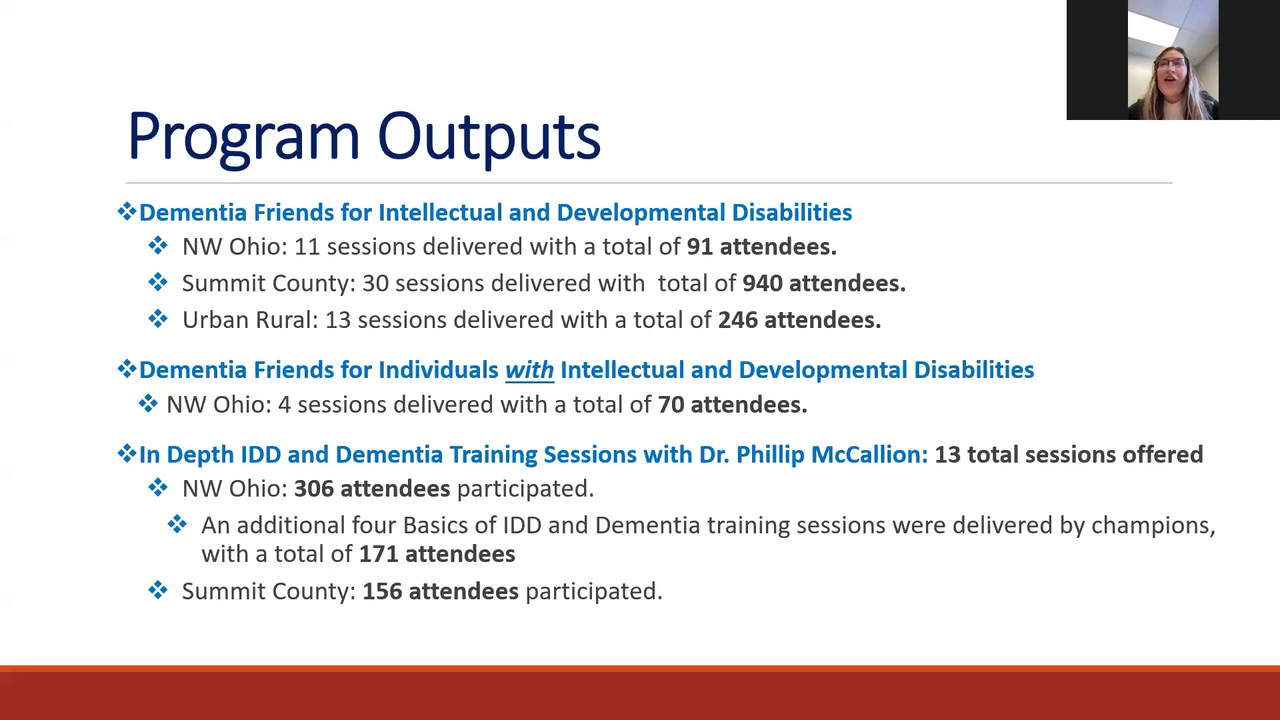 Program Outputs
❖Dementia Friends for Intellectual and Developmental Disabilities
❖ NW Ohio: 11 sessions delivered with a total of 91 attendees.
❖ Summit County: 30 sessions delivered with  total of 940 attendees.
❖ Urban Rural: 13 sessions delivered with a total of 246 attendees.
❖Dementia Friends for Individuals with Intellectual and Developmental Disabilities
❖ NW Ohio: 4 sessions delivered with a total of 70 attendees.
❖In Depth IDD and Dementia Training Sessions with Dr. Phillip McCallion: 13 total sessions offered
❖ NW Ohio: 306 attendees participated.
❖ An additional four Basics of IDD and Dementia training sessions were delivered by champions,
with a total of 171 attendees
❖ Summit County: 156 attendees participated.